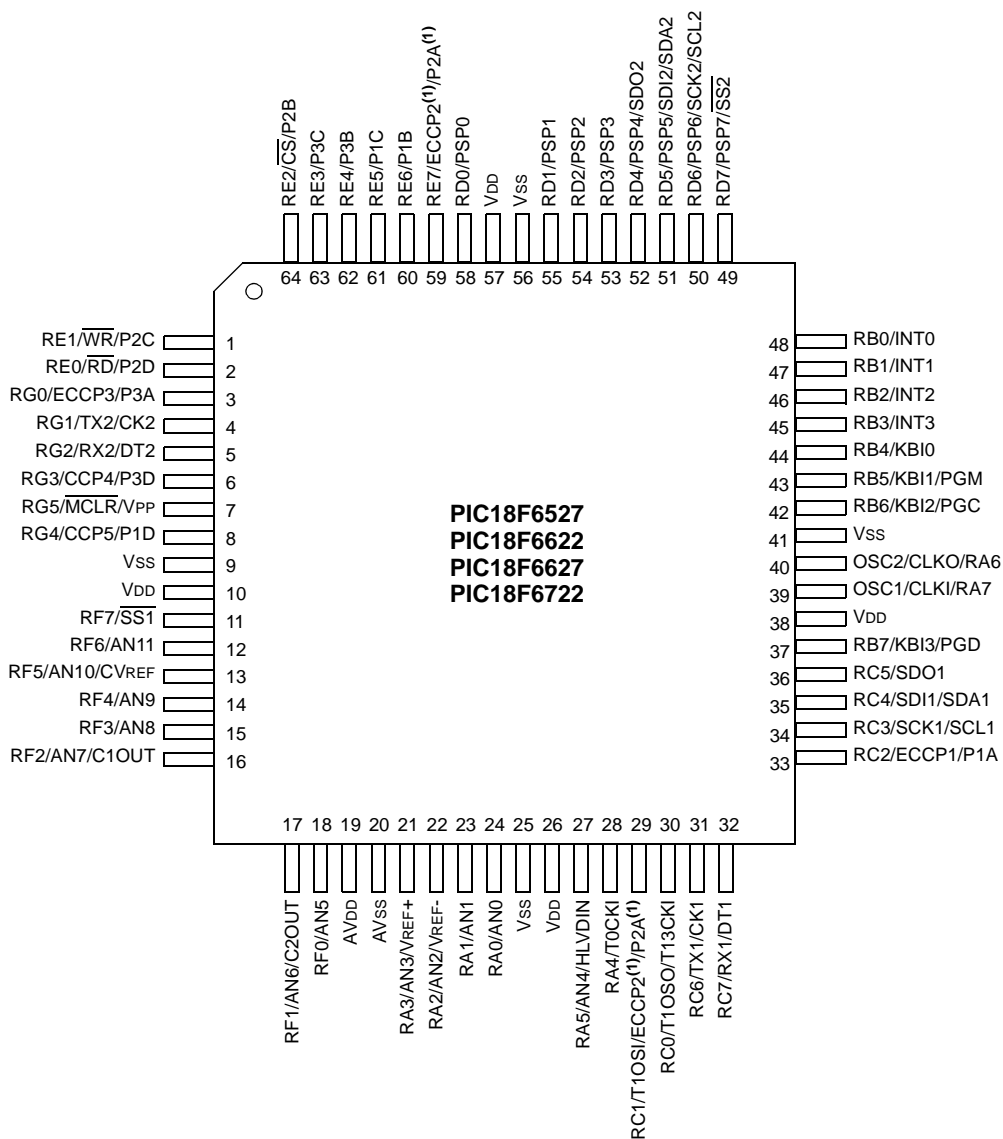 RE2/CS/P2B
RE3/P3C
RE4/P3B
RE5/P1C
RE6/P1B
RE7/ECCP2(1)/P2A(1)
RD0/PSP0
VDD
VSS
RD1/PSP1
RD2/PSP2
RD3/PSP3
RD4/PSP4/SDO2
RD5/PSP5/SDI2/SDA2
RD6/PSP6/SCK2/SCL2
RD7/PSP7/SS2
64 63 62 61 60 59 58 57 56 55 54 53 52 51 50 49
RE1/WR/P2C 1
RE0/RD/P2D 2
RG0/ECCP3/P3A 3
RG1/TX2/CK2 4
RG2/RX2/DT2 5
RG3/CCP4/P3D 6
RG5/MCLR/VPP 7
RG4/CCP5/P1D 8
VSS 9
VDD 10
RF7/SS1 11
RF6/AN11 12
RF5/AN10/CVREF 13
RF4/AN9 14
RF3/AN8 15
RF2/AN7/C1OUT 16
PIC18F6527
PIC18F6622
PIC18F6627
PIC18F6722
48 RB0/INT0
47 RB1/INT1
46 RB2/INT2
45 RB3/INT3
44 RB4/KBI0
43 RB5/KBI1/PGM
42 RB6/KBI2/PGC
41 VSS
40 OSC2/CLKO/RA6
39 OSC1/CLKI/RA7
38 VDD
37 RB7/KBI3/PGD
36 RC5/SDO1
35 RC4/SDI1/SDA1
34 RC3/SCK1/SCL1
33 RC2/ECCP1/P1A
17 18 19 20 21 22 23 24 25 26 27 28 29 30 31 32
RF1/AN6/C2OUT
RF0/AN5
AVDD
AVSS
RA3/AN3/VREF+
RA2/AN2/VREF-
RA1/AN1
RA0/AN0
VSS
VDD
RA5/AN4/HLVDIN
RA4/T0CKI
RC1/T1OSI/ECCP2(1)/P2A(1)
RC0/T1OSO/T13CKI
RC6/TX1/CK1
RC7/RX1/DT1